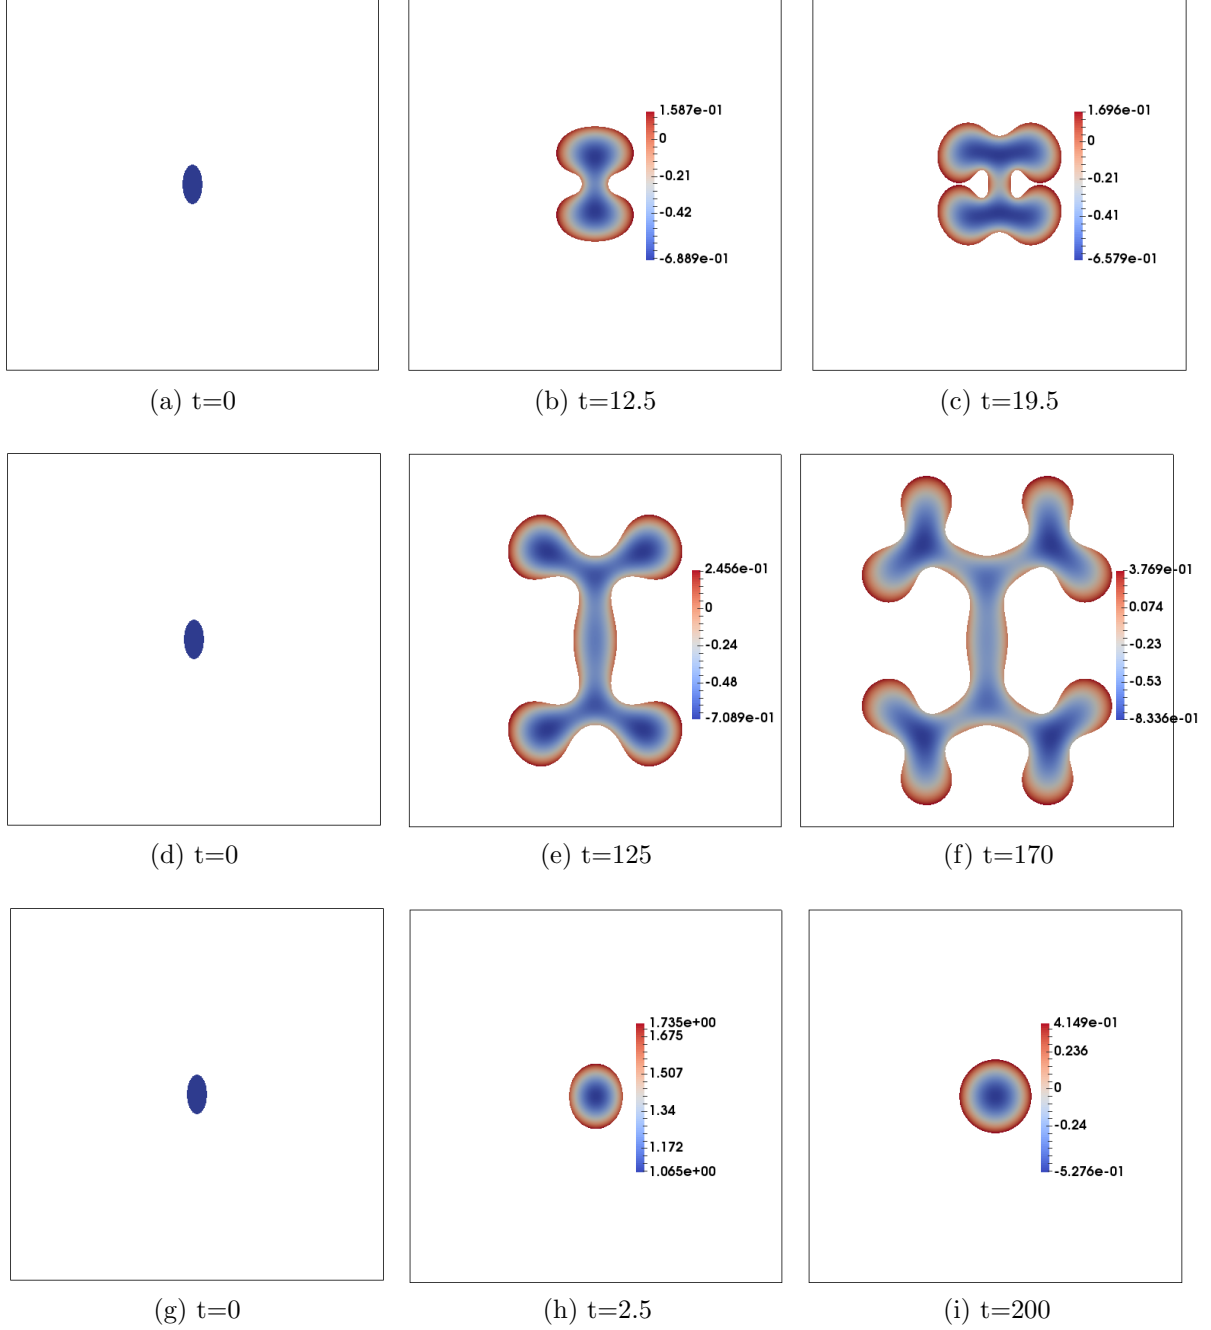 1.587e-01
0
-0.21
-0.42
-6.889e-01
1.696e-01
0
-0.21
-0.41
-6.579e-01
(a) t=0
(b) t=12.5
(c) t=19.5
2.456e-01
0
-0.24
-0.48
-7.089e-01
3.769e-01
0.074
-0.23
-0.53
-8.336e-01
(d) t=0
(e) t=125
(f) t=170
1.735e+00
1.675
1.507
1.34
1.172
1.065e+00
4.149e-01
0.236
0
-0.24
-5.276e-01
(g) t=0
(h) t=2.5
(i) t=200